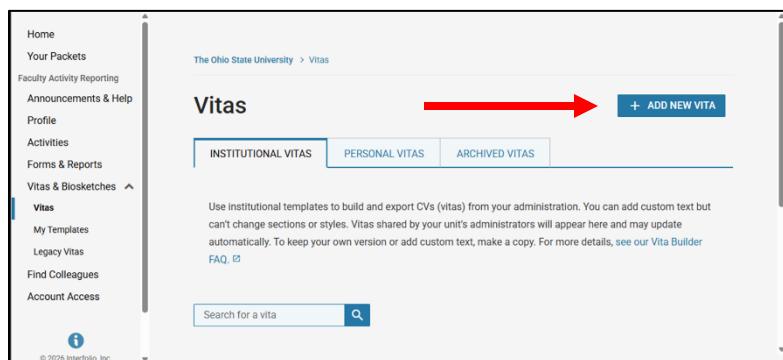 Home
Your Packets
Faculty Activity Reporting
Announcements & Help
Profile
Activities
Forms & Reports
Vitas & Biosketches
Vitas
My Templates
Legacy Vitas
Find Colleagues
Account Access
© 2026 Interfolio, Inc.
The Ohio State University > Vitas
Vitas
+ ADD NEW VITA
INSTITUTIONAL VITAS
PERSONAL VITAS
ARCHIVED VITAS
Use institutional templates to build and export CVs (vitas) from your administration. You can add custom text but
can't change sections or styles. Vitas shared by your unit's administrators will appear here and may update
automatically. To keep your own version or add custom text, make a copy. For more details, see our Vita Builder
FAQ.
Search for a vita